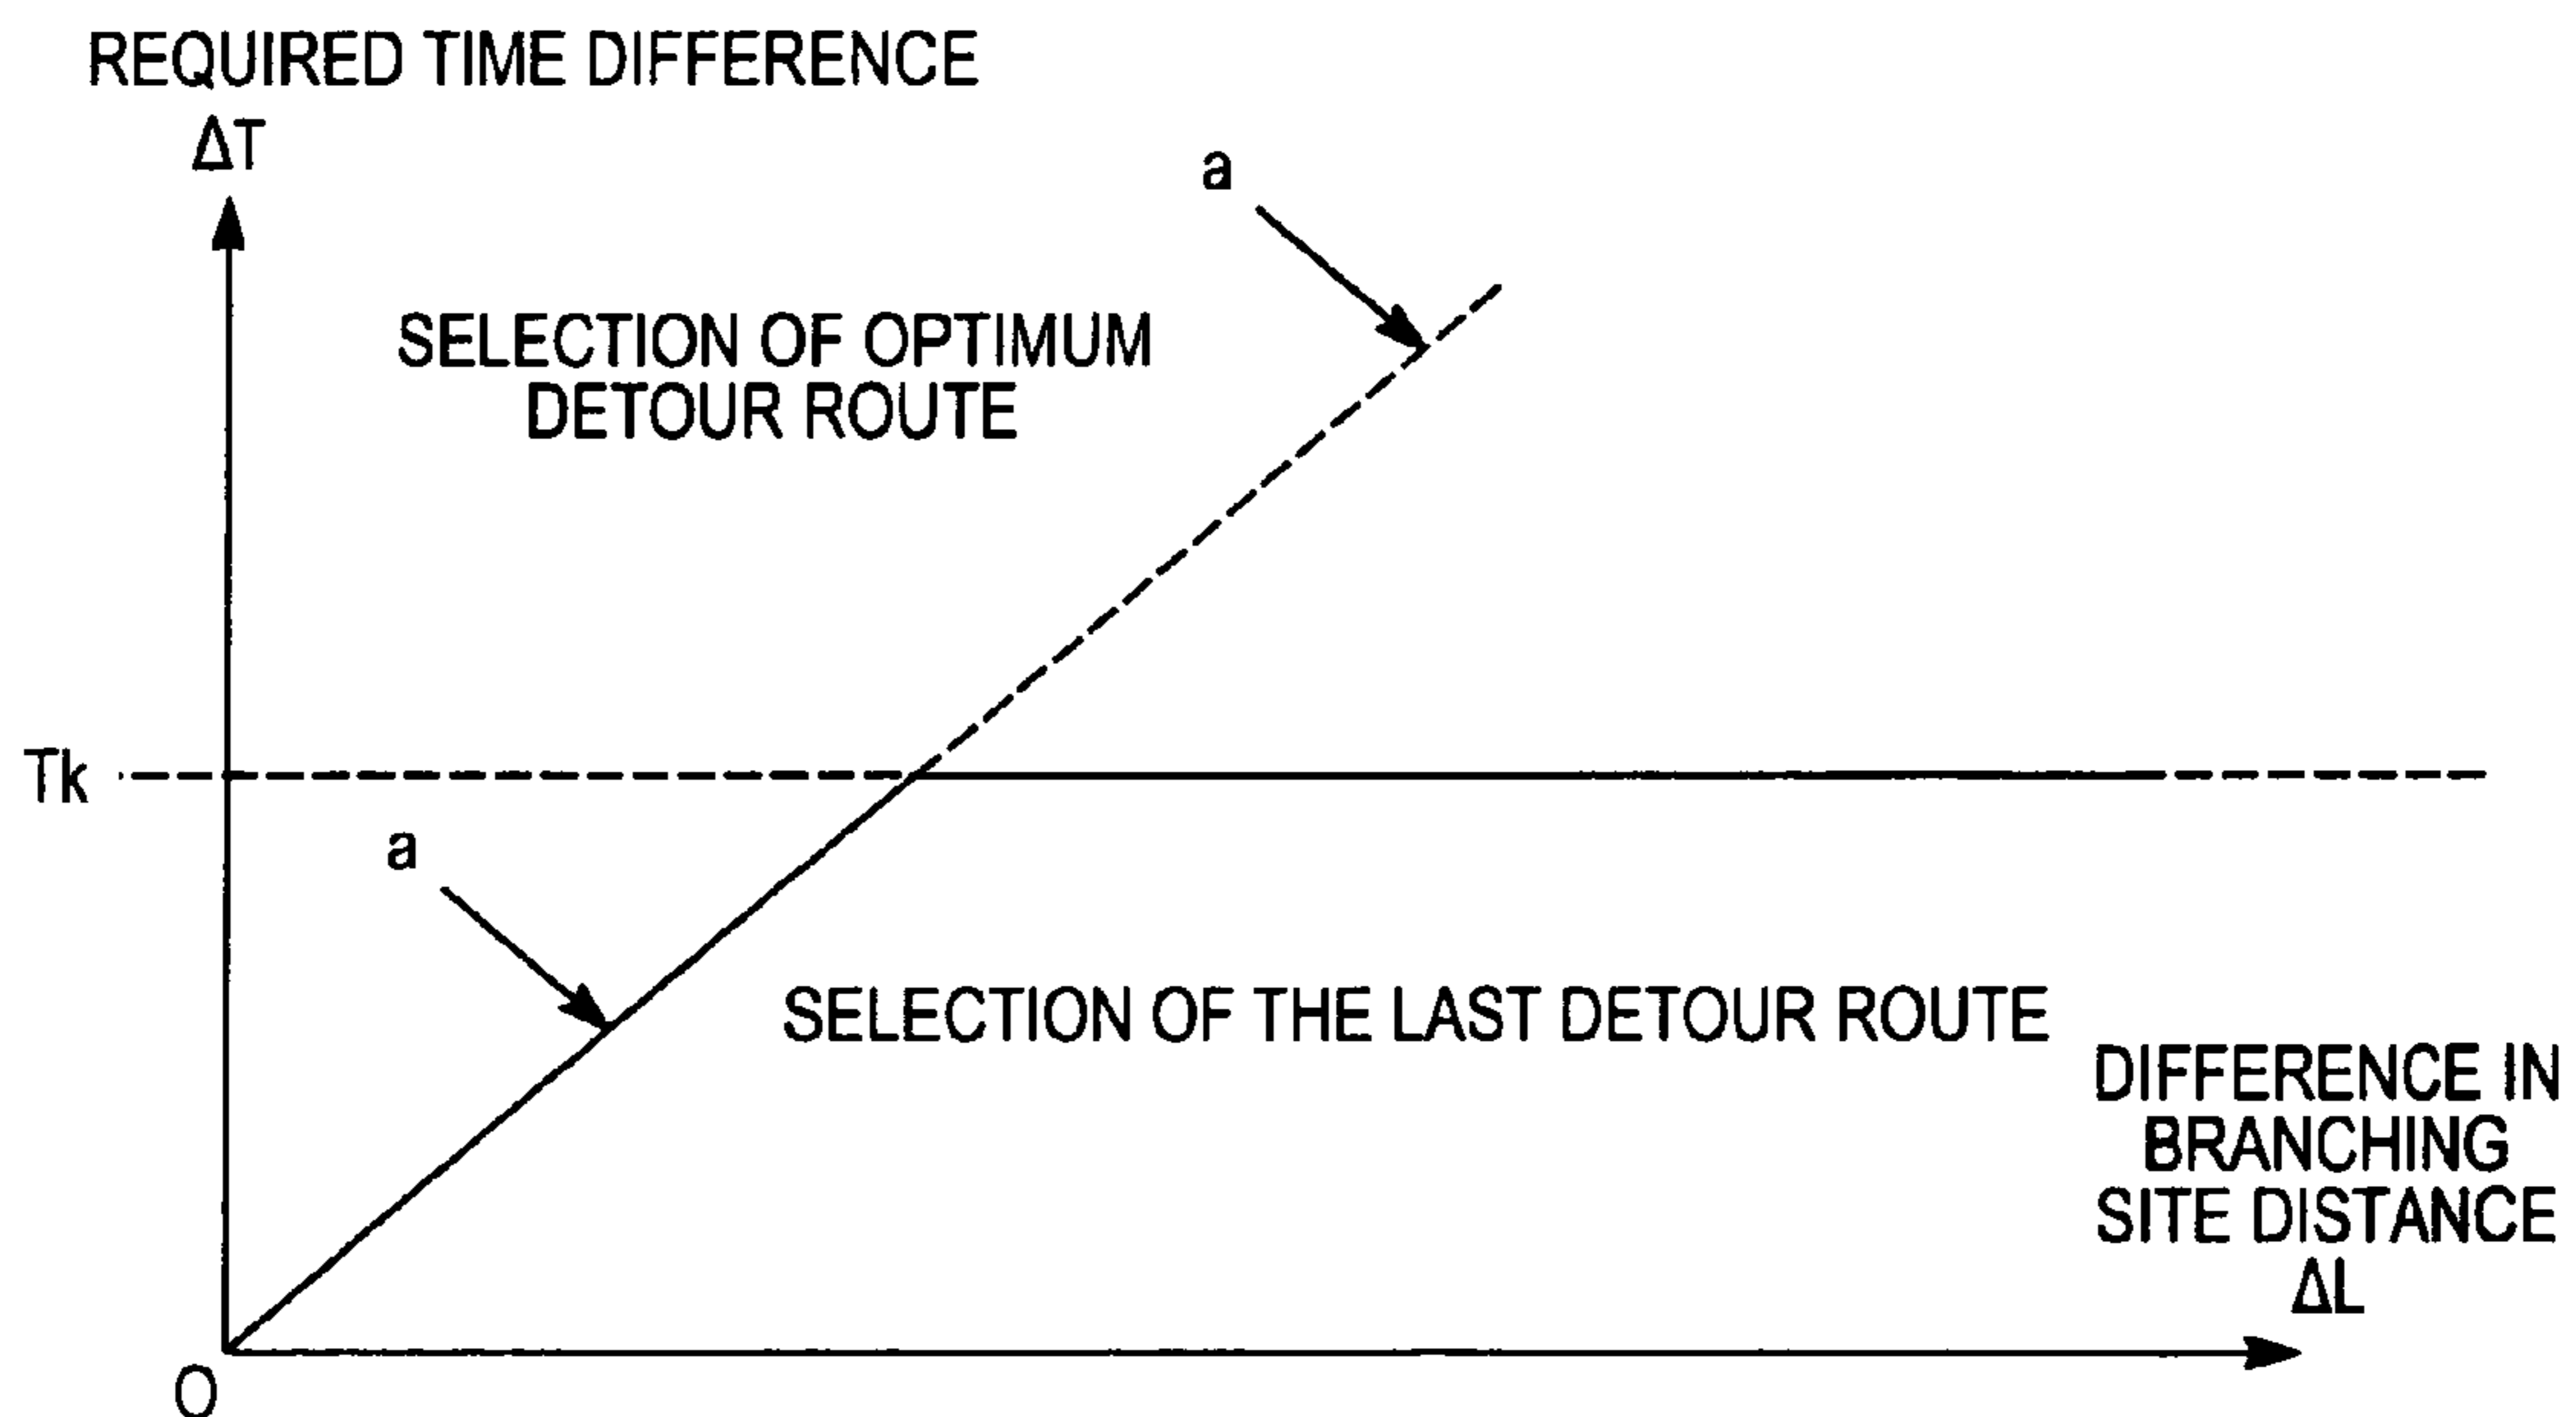 REQUIRED TIME DIFFERENCE
ΔT
a
SELECTION OF OPTIMUM
DETOUR ROUTE
Tk
a
SELECTION OF THE LAST DETOUR ROUTE
DIFFERENCE IN
BRANCHING
SITE DISTANCE
ΔL
O